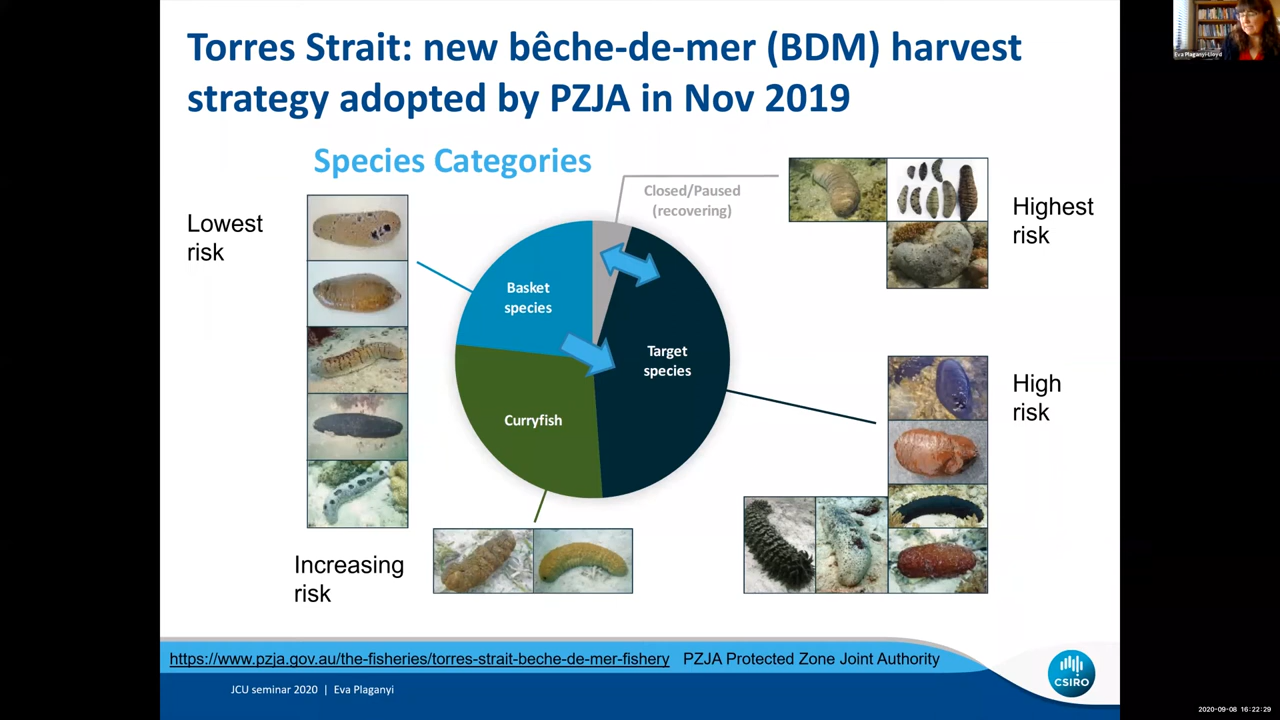 Torres Strait: new bêche-de-mer (BDM) harvest
strategy adopted by PZJA in Nov 2019
Species Categories
Lowest
risk
Closed/Paused
(recovering)
Highest
risk
Basket
species
Target
species
High
risk
Curryfish
Increasing
risk
https://www.pzja.gov.au/the-fisheries/torres-strait-beche-de-mer-fishery PZJA Protected Zone Joint Authority
JCU seminar 2020 | Eva Plaganyi
CSIRO
Eva Plaganyi-Lloyd
2020-09-08 16:22:29